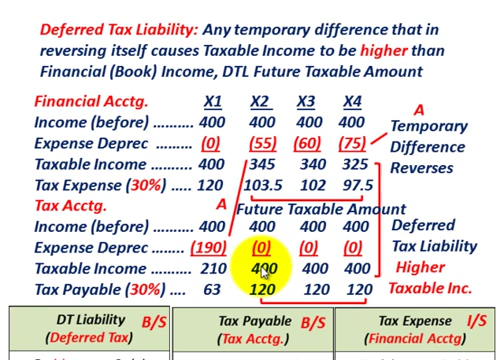 Deferred Tax Liability: Any temporary difference that in
reversing itself causes Taxable Income to be higher than
Financial (Book) Income, DTL Future Taxable Amount
Financial Acctg. X1 X2 X3 X4
A
Income (before) .......... 400 400 400 400
Temporary
Expense Deprec ...... (0) (55) (60) (75)
Difference
Taxable Income ........ 400 345 340 325
Reverses
Tax Expense (30%) ..... 120 103.5 102 97.5
Tax Acctg. A Future Taxable Amount
Income (before) .......... 400 400 400 400
Deferred
Expense Deprec ...... (190) (0) (0) (0)
Tax Liability
Taxable Income ........ 210 400 400 400
Higher
Tax Payable (30%) .... 63 120 120 120
Taxable Inc.
DT Liability B/S Tax Payable B/S Tax Expense I/S
(Deferred Tax) (Tax Acctg.) (Financial Acctg)